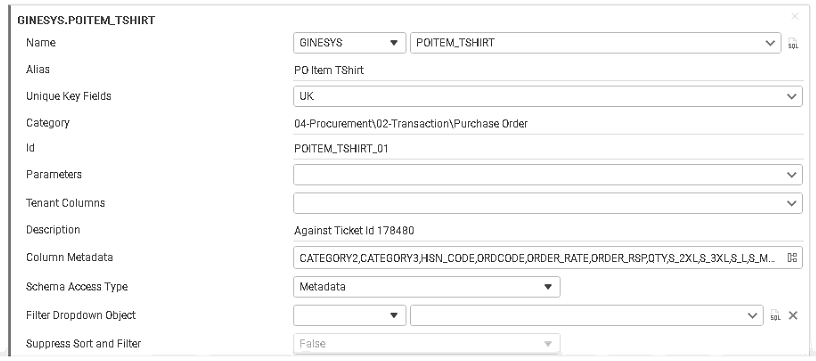 GINESYS.POITEM_TSHIRT
Name GINESYS POITEM_TSHIRT SQL
Alias PO Item TShirt
Unique Key Fields UK
Category 04-Procurement\02-Transaction\Purchase Order
Id POITEM_TSHIRT_01
Parameters
Tenant Columns
Description Against Ticket Id 178480
Column Metadata CATEGORY2,CATEGORY3,HSN_CODE,ORDCODE,ORDER_RATE,ORDER_RSP,QTY,S_2XL,S_3XL,S_L,S_M...
Schema Access Type Metadata
Filter Dropdown Object SQL
Suppress Sort and Filter False